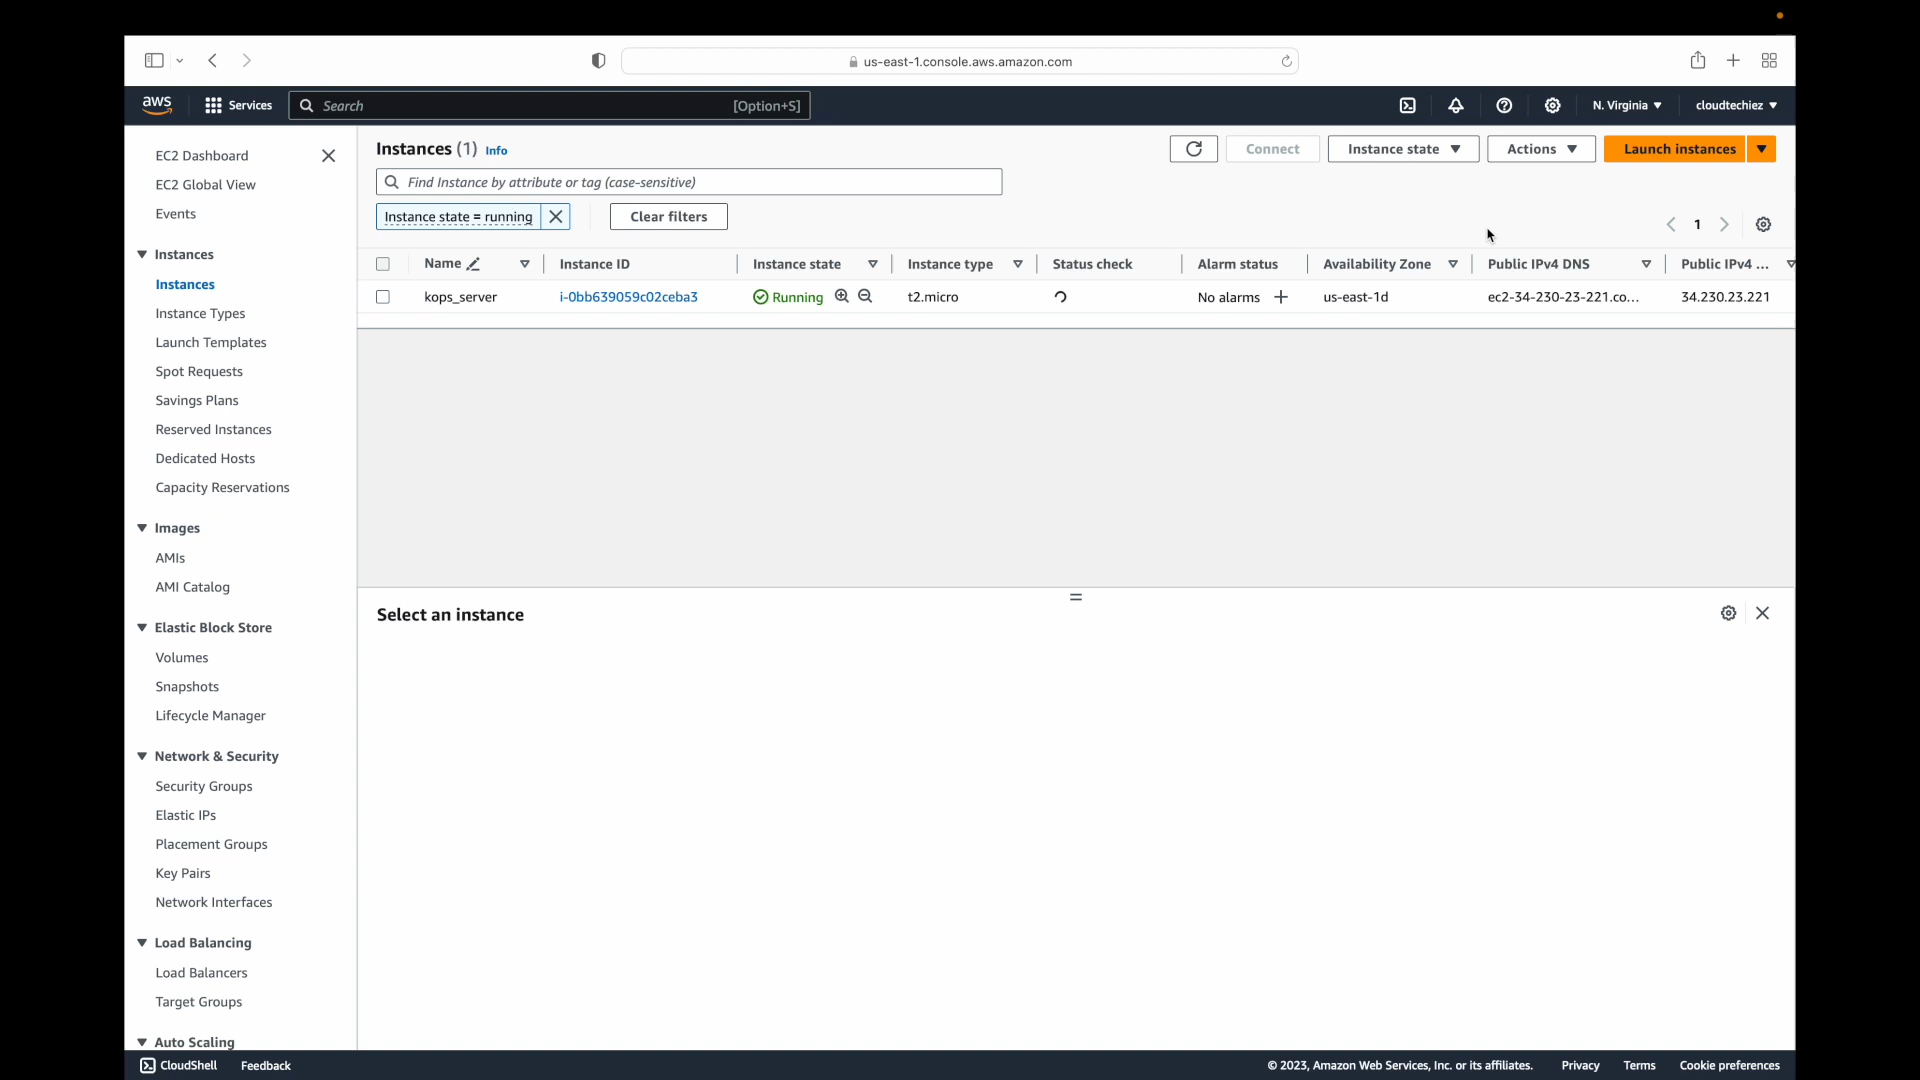 us-east-1.console.aws.amazon.com
aws
Services
Search
[Option+S]
N. Virginia
cloudtechiez
EC2 Dashboard
EC2 Global View
Events
Instances
Instances
Instance Types
Launch Templates
Spot Requests
Savings Plans
Reserved Instances
Dedicated Hosts
Capacity Reservations
Images
AMIs
AMI Catalog
Elastic Block Store
Volumes
Snapshots
Lifecycle Manager
Network & Security
Security Groups
Elastic IPs
Placement Groups
Key Pairs
Network Interfaces
Load Balancing
Load Balancers
Target Groups
Auto Scaling
Instances (1) Info
Connect
Instance state
Actions
Launch instances
Find Instance by attribute or tag (case-sensitive)
Instance state = running
Clear filters
1
Name Instance ID Instance state Instance type Status check Alarm status Availability Zone Public IPv4 DNS Public IPv4 ...
kops_server i-0bb639059c02ceba3 Running t2.micro No alarms us-east-1d ec2-34-230-23-221.co... 34.230.23.221
Select an instance
CloudShell Feedback © 2023, Amazon Web Services, Inc. or its affiliates. Privacy Terms Cookie preferences